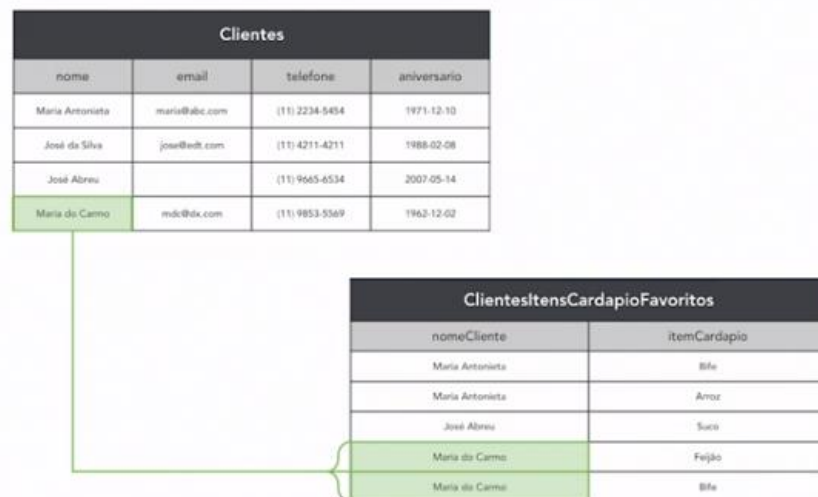 Clientes
nome email telefone aniversario
Maria Antonieta maria@abc.com (11) 2234-5454 1971-12-10
José da Silva jose@edt.com (11) 4211-4211 1988-02-08
José Abreu (11) 9665-6534 2007-05-14
Maria do Carmo mdc@dx.com (11) 9853-5569 1962-12-02
ClientesItensCardapioFavoritos
nomeCliente itemCardapio
Maria Antonieta Bife
Maria Antonieta Arroz
José Abreu Suco
Maria do Carmo Feijão
Maria do Carmo Bife